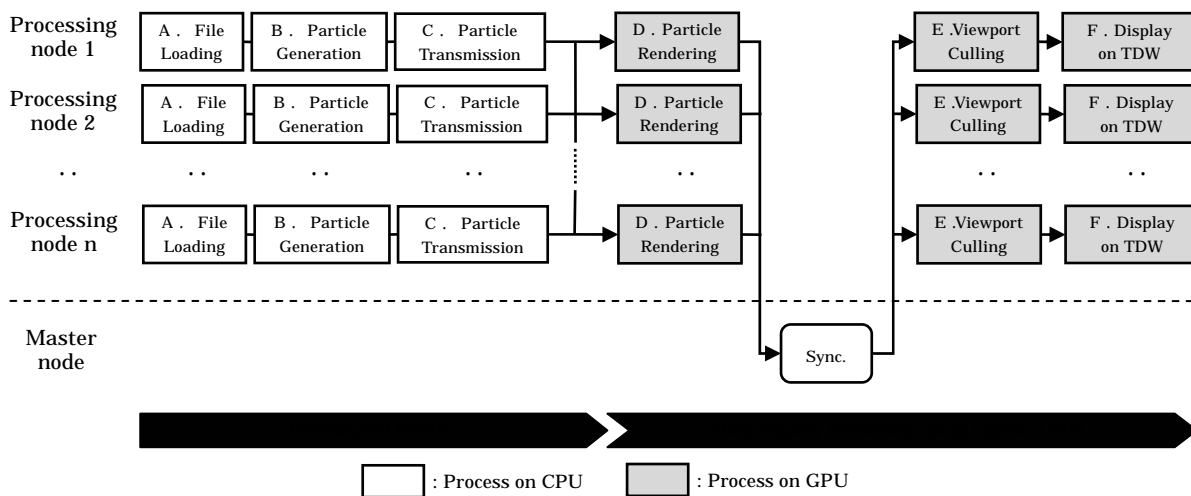 Processing
node 1
A . File
Loading
B . Particle
Generation
C . Particle
Transmission
D . Particle
Rendering
E .Viewport
Culling
F . Display
on TDW
Processing
node 2
A . File
Loading
B . Particle
Generation
C . Particle
Transmission
D . Particle
Rendering
E .Viewport
Culling
F . Display
on TDW
. .
. .
. .
. .
. .
. .
. .
Processing
node n
A . File
Loading
B . Particle
Generation
C . Particle
Transmission
D . Particle
Rendering
E .Viewport
Culling
F . Display
on TDW
Master
node
Sync.
: Process on CPU
: Process on GPU